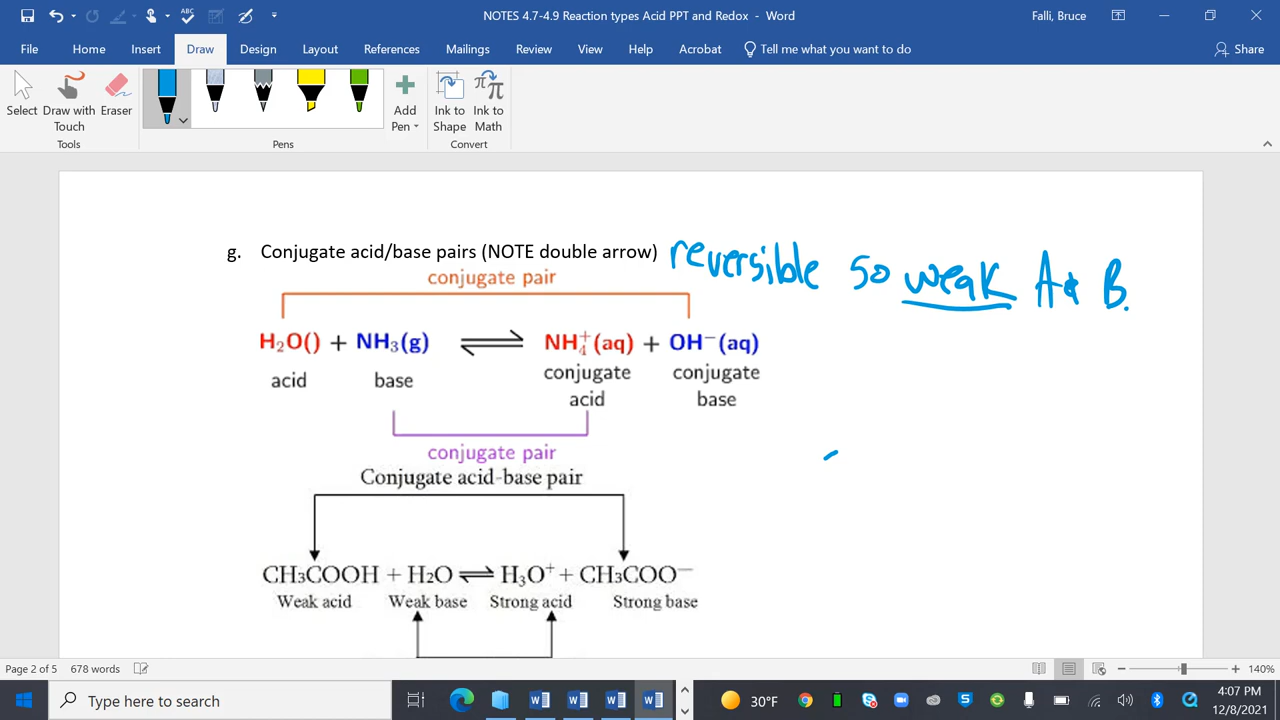 NOTES 4.7-4.9 Reaction types Acid PPT and Redox - Word
Falli, Bruce
File Home Insert Draw Design Layout References Mailings Review View Help Acrobat Tell me what you want to do Share
Select Draw with Touch Eraser Add Pen Ink to Shape Ink to Math
Tools Pens Convert
g. Conjugate acid/base pairs (NOTE double arrow) reversible so weak A & B.
conjugate pair
H₂O() + NH₃(g) ⇌ NH₄⁺(aq) + OH⁻(aq)
acid base conjugate acid conjugate base
conjugate pair
Conjugate acid-base pair
CH₃COOH + H₂O ⇌ H₃O⁺ + CH₃COO⁻
Weak acid Weak base Strong acid Strong base
Page 2 of 5 678 words 140%
Type here to search 30°F 4:07 PM
12/8/2021